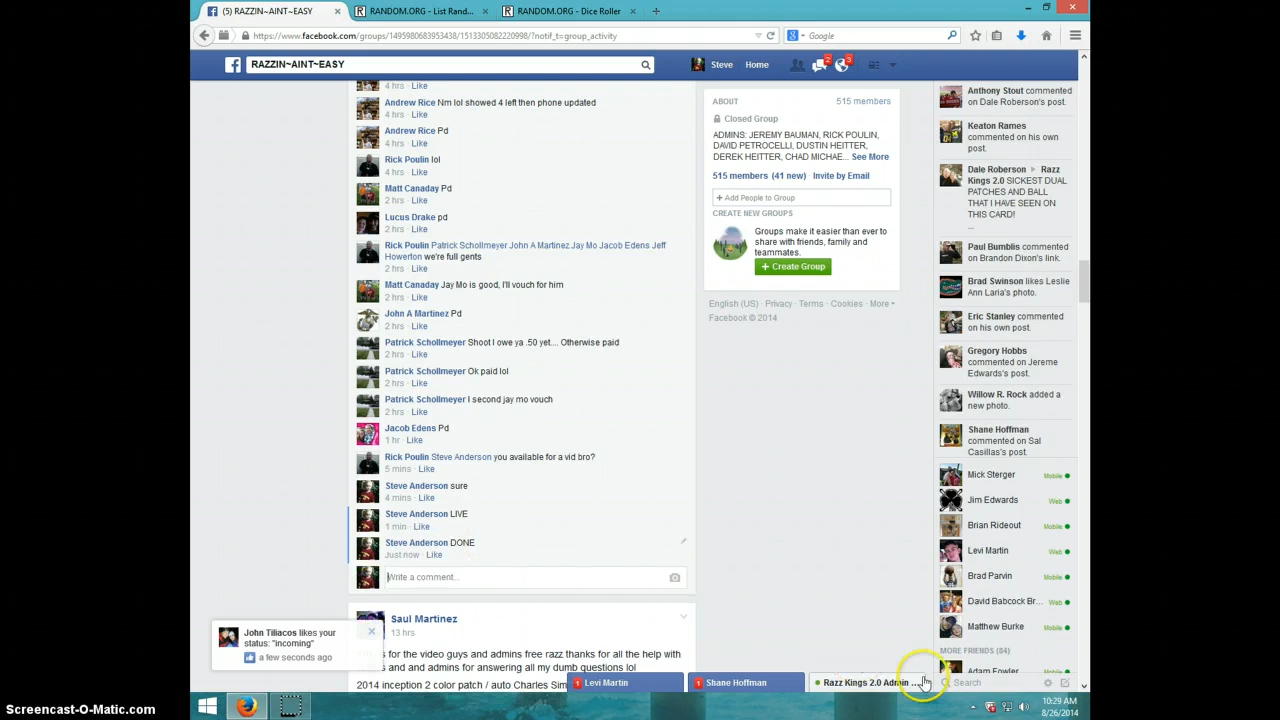 (5) RAZZIN~AINT~EASY
RANDOM.ORG - List Rand...
RANDOM.ORG - Dice Roller
https://www.facebook.com/groups/1495980683953438/1513305082220998/?notif_t=group_activity
Google
RAZZIN~AINT~EASY
Steve
Home
2
3
4 hrs · Like
Andrew Rice Nm lol showed 4 left then phone updated
4 hrs · Like
Andrew Rice Pd
4 hrs · Like
Rick Poulin lol
4 hrs · Like
Matt Canaday Pd
2 hrs · Like
Lucus Drake pd
2 hrs · Like
Rick Poulin Patrick Schollmeyer John A Martinez Jay Mo Jacob Edens Jeff
Howerton we're full gents
2 hrs · Like
Matt Canaday Jay Mo is good, I'll vouch for him
2 hrs · Like
John A Martinez Pd
2 hrs · Like
Patrick Schollmeyer Shoot I owe ya .50 yet.... Otherwise paid
2 hrs · Like
Patrick Schollmeyer Ok paid lol
2 hrs · Like
Patrick Schollmeyer I second jay mo vouch
2 hrs · Like
Jacob Edens Pd
1 hr · Like
Rick Poulin Steve Anderson you available for a vid bro?
5 mins · Like
Steve Anderson sure
4 mins · Like
Steve Anderson LIVE
1 min · Like
Steve Anderson DONE
Just now · Like
Write a comment...
Saul Martinez
13 hrs
for the video guys and admins free razz thanks for all the help with
and and admins for answering all my dumb questions lol
2014 inception 2 color patch / auto Charles Sim
John Tiliacos likes your
status: "incoming"
a few seconds ago
ABOUT
515 members
Closed Group
ADMINS: JEREMY BAUMAN, RICK POULIN,
DAVID PETROCELLI, DUSTIN HEITTER,
DEREK HEITTER, CHAD MICHAE... See More
515 members (41 new) · Invite by Email
+ Add People to Group
CREATE NEW GROUPS
Groups make it easier than ever to
share with friends, family and
teammates.
+ Create Group
English (US) · Privacy · Terms · Cookies · More
Facebook © 2014
Anthony Stout commented
on Dale Roberson's post.
Keaton Rames
commented on his own
post.
Dale Roberson ▸ Razz
Kings 2.0 SICKEST DUAL
PATCHES AND BALL
THAT I HAVE SEEN ON
THIS CARD!
...
Paul Bumblis commented
on Brandon Dixon's link.
Brad Swinson likes Leslie
Ann Laria's photo.
Eric Stanley commented
on his own post.
Gregory Hobbs
commented on Jereme
Edwards's post.
Willow R. Rock added a
new photo.
Shane Hoffman
commented on Sal
Casillas's post.
Mick Sterger Mobile
Jim Edwards Web
Brian Rideout Mobile
Levi Martin Web
Brad Parvin Mobile
David Babcock Br... Web
Matthew Burke Mobile
MORE FRIENDS (84)
Adam Fowler Mobile
1 Levi Martin
1 Shane Hoffman
Razz Kings 2.0 Admin ...
Search
10:29 AM
8/26/2014
Screencast-O-Matic.com